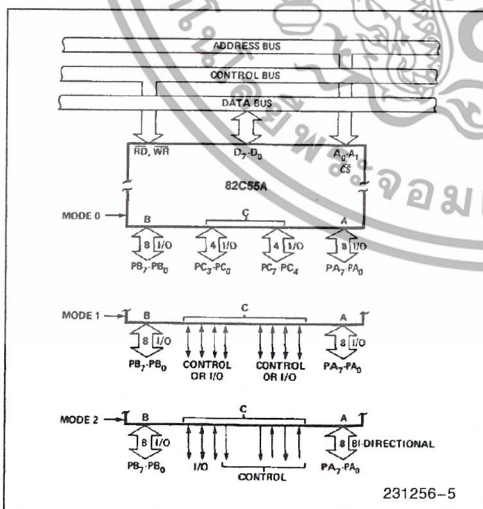 ADDRESS BUS
CONTROL BUS
DATA BUS
RD, WR D7-D0 A0-A1
CS
82C55A
MODE 0 B C A
8 I/O 4 I/O 4 I/O 8 I/O
PB7-PB0 PC3-PC0 PC7-PC4 PA7-PA0
MODE 1 B C A
8 I/O 8 I/O
PB7-PB0 CONTROL OR I/O CONTROL OR I/O PA7-PA0
MODE 2 B C A
8 I/O 8 BI-DIRECTIONAL
PB7-PB0 I/O CONTROL PA7-PA0
231256-5